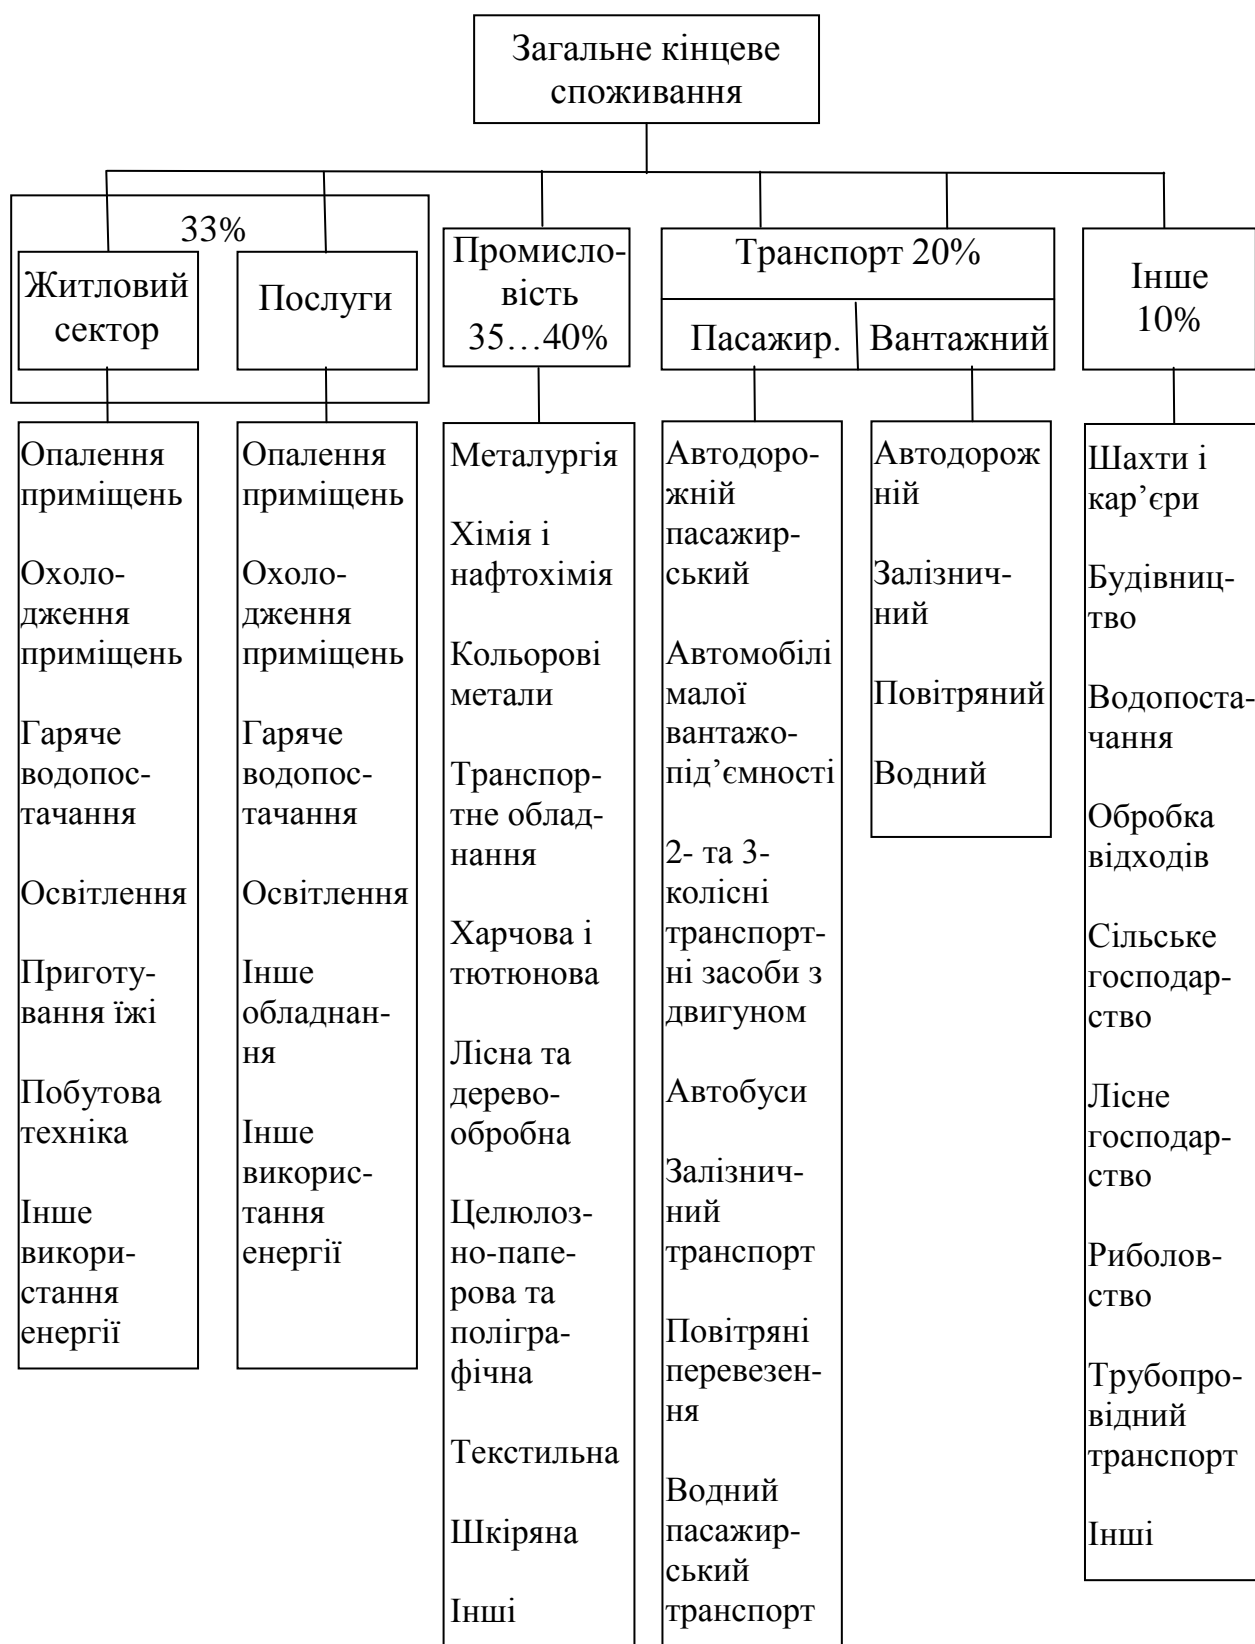 Загальне кінцеве
споживання
33%
Житловий
сектор
Послуги
Промисло-
вість
35…40%
Транспорт 20%
Пасажир.
Вантажний
Інше
10%
Опалення
приміщень
Охоло-
дження
приміщень
Гаряче
водопос-
тачання
Освітлення
Приготу-
вання їжі
Побутова
техніка
Інше
викори-
стання
енергії
Опалення
приміщень
Охоло-
дження
приміщень
Гаряче
водопос-
тачання
Освітлення
Інше
обладнан-
ня
Інше
викорис-
тання
енергії
Металургія
Хімія і
нафтохімія
Кольорові
метали
Транспор-
тне облад-
нання
Харчова і
тютюнова
Лісна та
дерево-
обробна
Целюлоз-
но-папе-
рова та
полігра-
фічна
Текстильна
Шкіряна
Інші
Автодоро-
жній
пасажир-
ський
Автомобілі
малої
вантажо-
під’ємності
2- та 3-
колісні
транспорт-
ні засоби з
двигуном
Автобуси
Залізнич-
ний
транспорт
Повітряні
перевезен-
ня
Водний
пасажир-
ський
транспорт
Автодорож
ній
Залізнич-
ний
Повітряний
Водний
Шахти і
кар’єри
Будівниц-
тво
Водопоста-
чання
Обробка
відходів
Сільське
господар-
ство
Лісне
господар-
ство
Риболов-
ство
Трубопро-
відний
транспорт
Інші